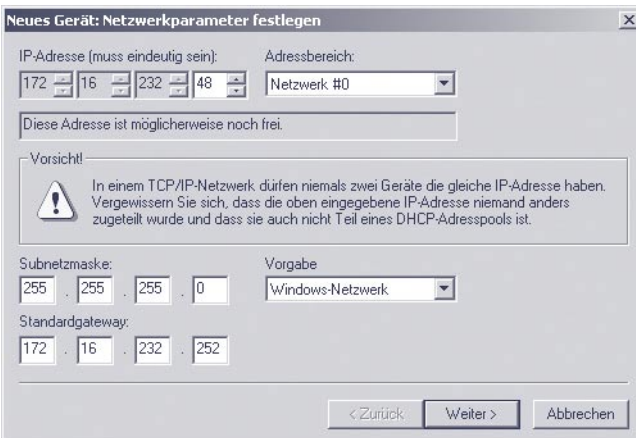 Neues Gerät: Netzwerkparameter festlegen
IP-Adresse (muss eindeutig sein): Adressbereich:
172 16 232 48 Netzwerk #0
Diese Adresse ist möglicherweise noch frei.
Vorsicht!
In einem TCP/IP-Netzwerk dürfen niemals zwei Geräte die gleiche IP-Adresse haben.
Vergewissern Sie sich, dass die oben eingegebene IP-Adresse niemand anders
zugeteilt wurde und dass sie auch nicht Teil eines DHCP-Adresspools ist.
Subnetzmaske: Vorgabe
255 . 255 . 255 . 0 Windows-Netzwerk
Standardgateway:
172 . 16 . 232 . 252
< Zurück Weiter > Abbrechen